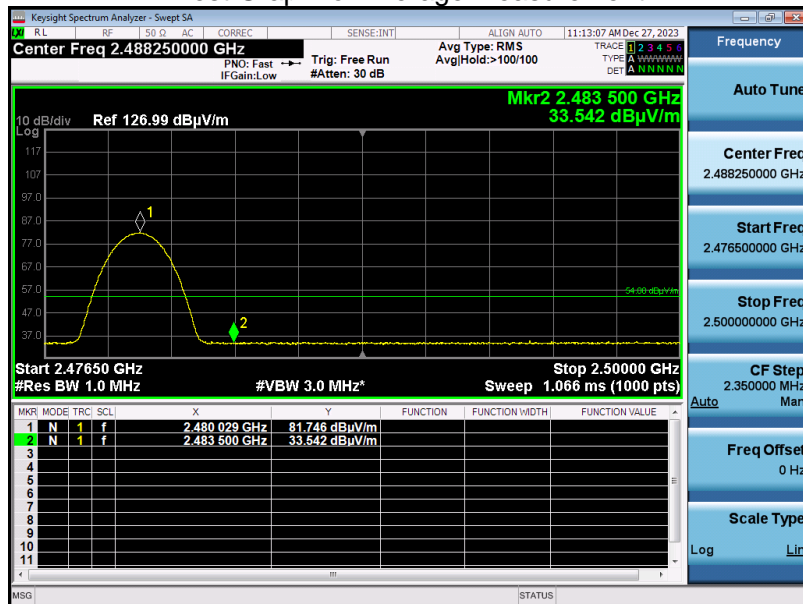 Keysight Spectrum Analyzer - Swept SA
LXI RL RF 50 Ω AC CORREC SENSE:INT ALIGN AUTO 11:13:07 AM Dec 27, 2023
Center Freq 2.488250000 GHz
PNO: Fast
IFGain:Low
Trig: Free Run
#Atten: 30 dB
Avg Type: RMS
Avg|Hold:>100/100
TRACE 1 2 3 4 5 6
TYPE A WWWWW
DET A N N N N N
Mkr2 2.483 500 GHz
33.542 dBµV/m
10 dB/div
Log
Ref 126.99 dBµV/m
117
107
97.0
87.0
77.0
67.0
57.0
47.0
37.0
1
2
54.00 dBµV/m
Start 2.47650 GHz
#Res BW 1.0 MHz
#VBW 3.0 MHz*
Stop 2.50000 GHz
Sweep 1.066 ms (1000 pts)
MKR MODE TRC SCL X Y FUNCTION FUNCTION WIDTH FUNCTION VALUE
1 N 1 f 2.480 029 GHz 81.746 dBµV/m
2 N 1 f 2.483 500 GHz 33.542 dBµV/m
3
4
5
6
7
8
9
10
11
MSG
STATUS
Frequency
Auto Tune
Center Freq
2.488250000 GHz
Start Freq
2.476500000 GHz
Stop Freq
2.500000000 GHz
CF Step
2.350000 MHz
Auto Man
Freq Offset
0 Hz
Scale Type
Log Lin